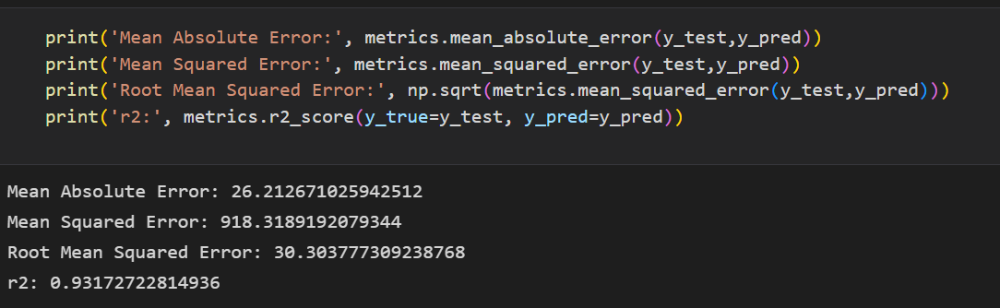 print('Mean Absolute Error:', metrics.mean_absolute_error(y_test,y_pred))
print('Mean Squared Error:', metrics.mean_squared_error(y_test,y_pred))
print('Root Mean Squared Error:', np.sqrt(metrics.mean_squared_error(y_test,y_pred)))
print('r2:', metrics.r2_score(y_true=y_test, y_pred=y_pred))
Mean Absolute Error: 26.212671025942512
Mean Squared Error: 918.3189192079344
Root Mean Squared Error: 30.303777309238768
r2: 0.93172722814936